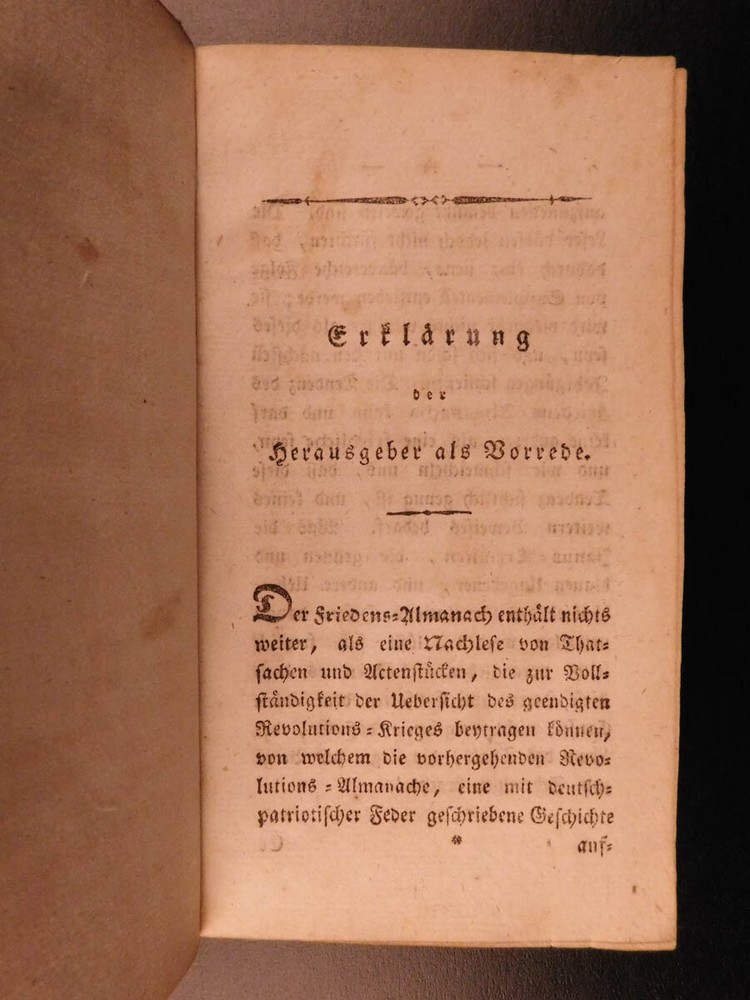 Erklärung
der
Herausgeber als Vorrede.
Der Friedens-Almanach enthält nichts
weiter, als eine Nachlese von That-
sachen und Actenstücken, die zur Voll-
ständigkeit der Uebersicht des geendigten
Revolutions-Krieges beytragen können,
von welchem die vorhergehenden Revo-
lutions-Almanache, eine mit deutsch-
patriotischer Feder geschriebene Geschichte
* auf-